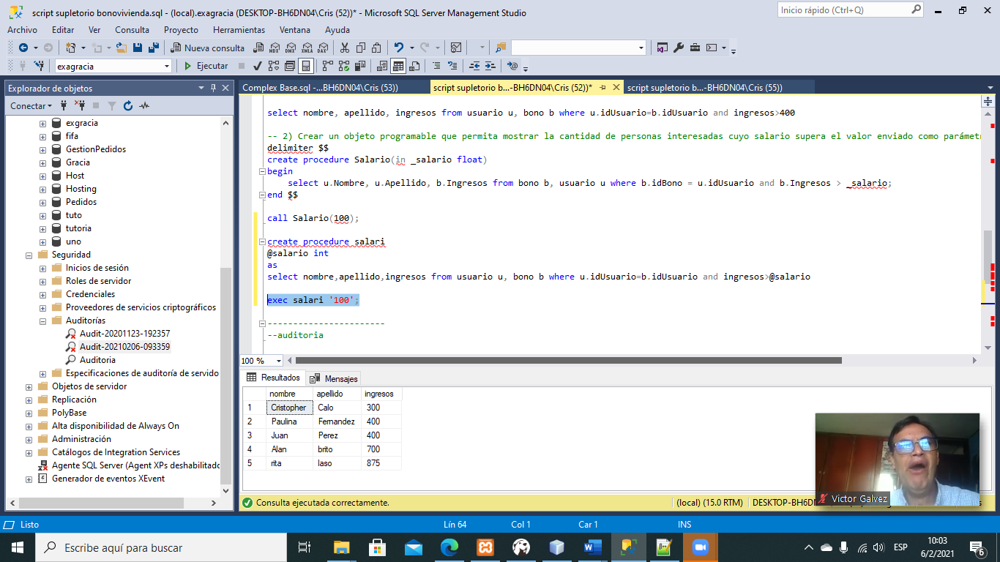 script supletorio bonovivienda.sql - (local).exagracia (DESKTOP-BH6DN04\Cris (52))* - Microsoft SQL Server Management Studio
Inicio rápido (Ctrl+Q)
Archivo Editar Ver Consulta Proyecto Herramientas Ventana Ayuda
Nueva consulta
MDX DMX XMLA DAX
exagracia
Ejecutar
Explorador de objetos
Conectar
exgracia
fifa
GestionPedidos
Gracia
Host
Hosting
Pedidos
tuto
tutoria
uno
Seguridad
Inicios de sesión
Roles de servidor
Credenciales
Proveedores de servicios criptográficos
Auditorías
Audit-20201123-192357
Audit-20210206-093359
Auditoria
Especificaciones de auditoría de servido
Objetos de servidor
Replicación
PolyBase
Alta disponibilidad de Always On
Administración
Catálogos de Integration Services
Agente SQL Server (Agent XPs deshabilitado
Generador de eventos XEvent
Complex Base.sql -...BH6DN04\Cris (53))
script supletorio b...-BH6DN04\Cris (52))*
script supletorio b...-BH6DN04\Cris (55))
select nombre, apellido, ingresos from usuario u, bono b where u.idUsuario=b.idUsuario and ingresos>400
-- 2) Crear un objeto programable que permita mostrar la cantidad de personas interesadas cuyo salario supera el valor enviado como parámetr
delimiter $$
create procedure Salario(in _salario float)
begin
select u.Nombre, u.Apellido, b.Ingresos from bono b, usuario u where b.idBono = u.idUsuario and b.Ingresos > _salario;
end $$
call Salario(100);
create procedure salari
@salario int
as
select nombre,apellido,ingresos from usuario u, bono b where u.idUsuario=b.idUsuario and ingresos>@salario
exec salari '100';
-----------------------
--auditoria
100 %
Resultados Mensajes
nombre apellido ingresos
1 Cristopher Calo 300
2 Paulina Fernandez 400
3 Juan Perez 400
4 Alan brito 700
5 rita laso 875
Victor Galvez
Consulta ejecutada correctamente.
(local) (15.0 RTM)
Listo
Lín 64
Col 1
Car 1
INS
Escribe aquí para buscar
ESP
10:03
6/2/2021
6